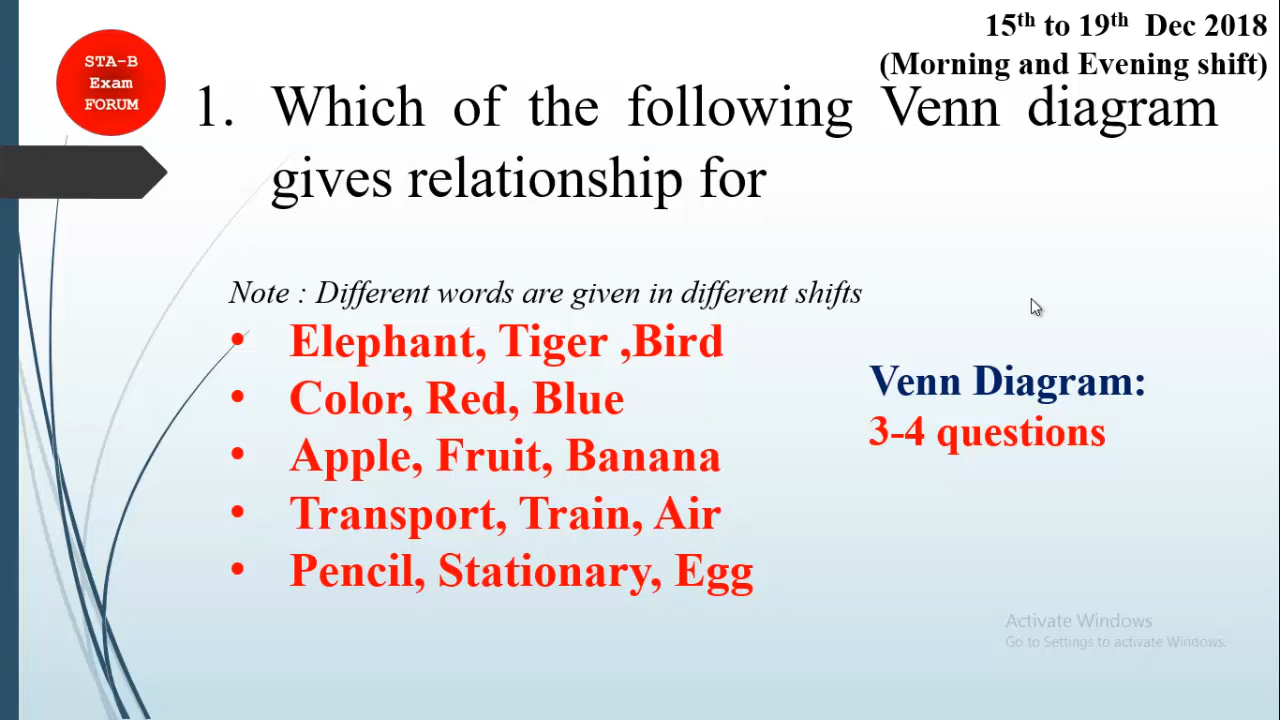 15th to 19th Dec 2018
(Morning and Evening shift)
STA-B
Exam
FORUM
1. Which of the following Venn diagram
gives relationship for
Note : Different words are given in different shifts
• Elephant, Tiger ,Bird
• Color, Red, Blue
• Apple, Fruit, Banana
• Transport, Train, Air
• Pencil, Stationary, Egg
Venn Diagram:
3-4 questions
Activate Windows
Go to Settings to activate Windows.